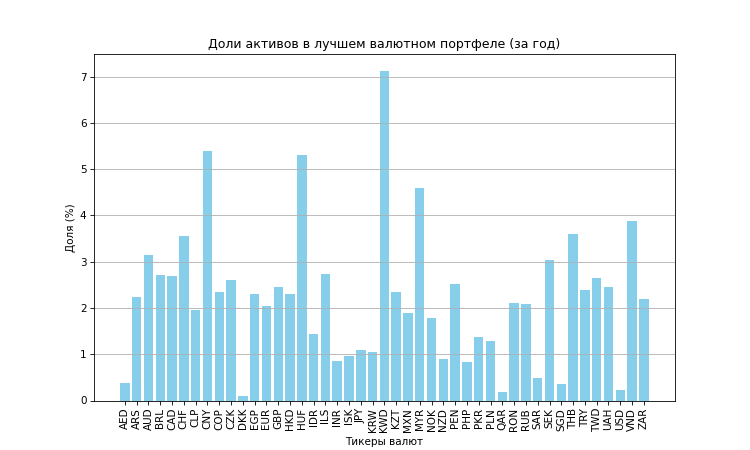 Доли активов в лучшем валютном портфеле (за год)
Доля (%)
7
6
5
4
3
2
1
0
AED
ARS
AUD
BRL
CAD
CHF
CLP
CNY
COP
CZK
DKK
EGP
EUR
GBP
HKD
HUF
IDR
ILS
INR
ISK
JPY
KRW
KWD
KZT
MXN
MYR
NOK
NZD
PEN
PHP
PKR
PLN
QAR
RON
RUB
SAR
SEK
SGD
THB
TRY
TWD
UAH
USD
VND
ZAR
Тикеры валют